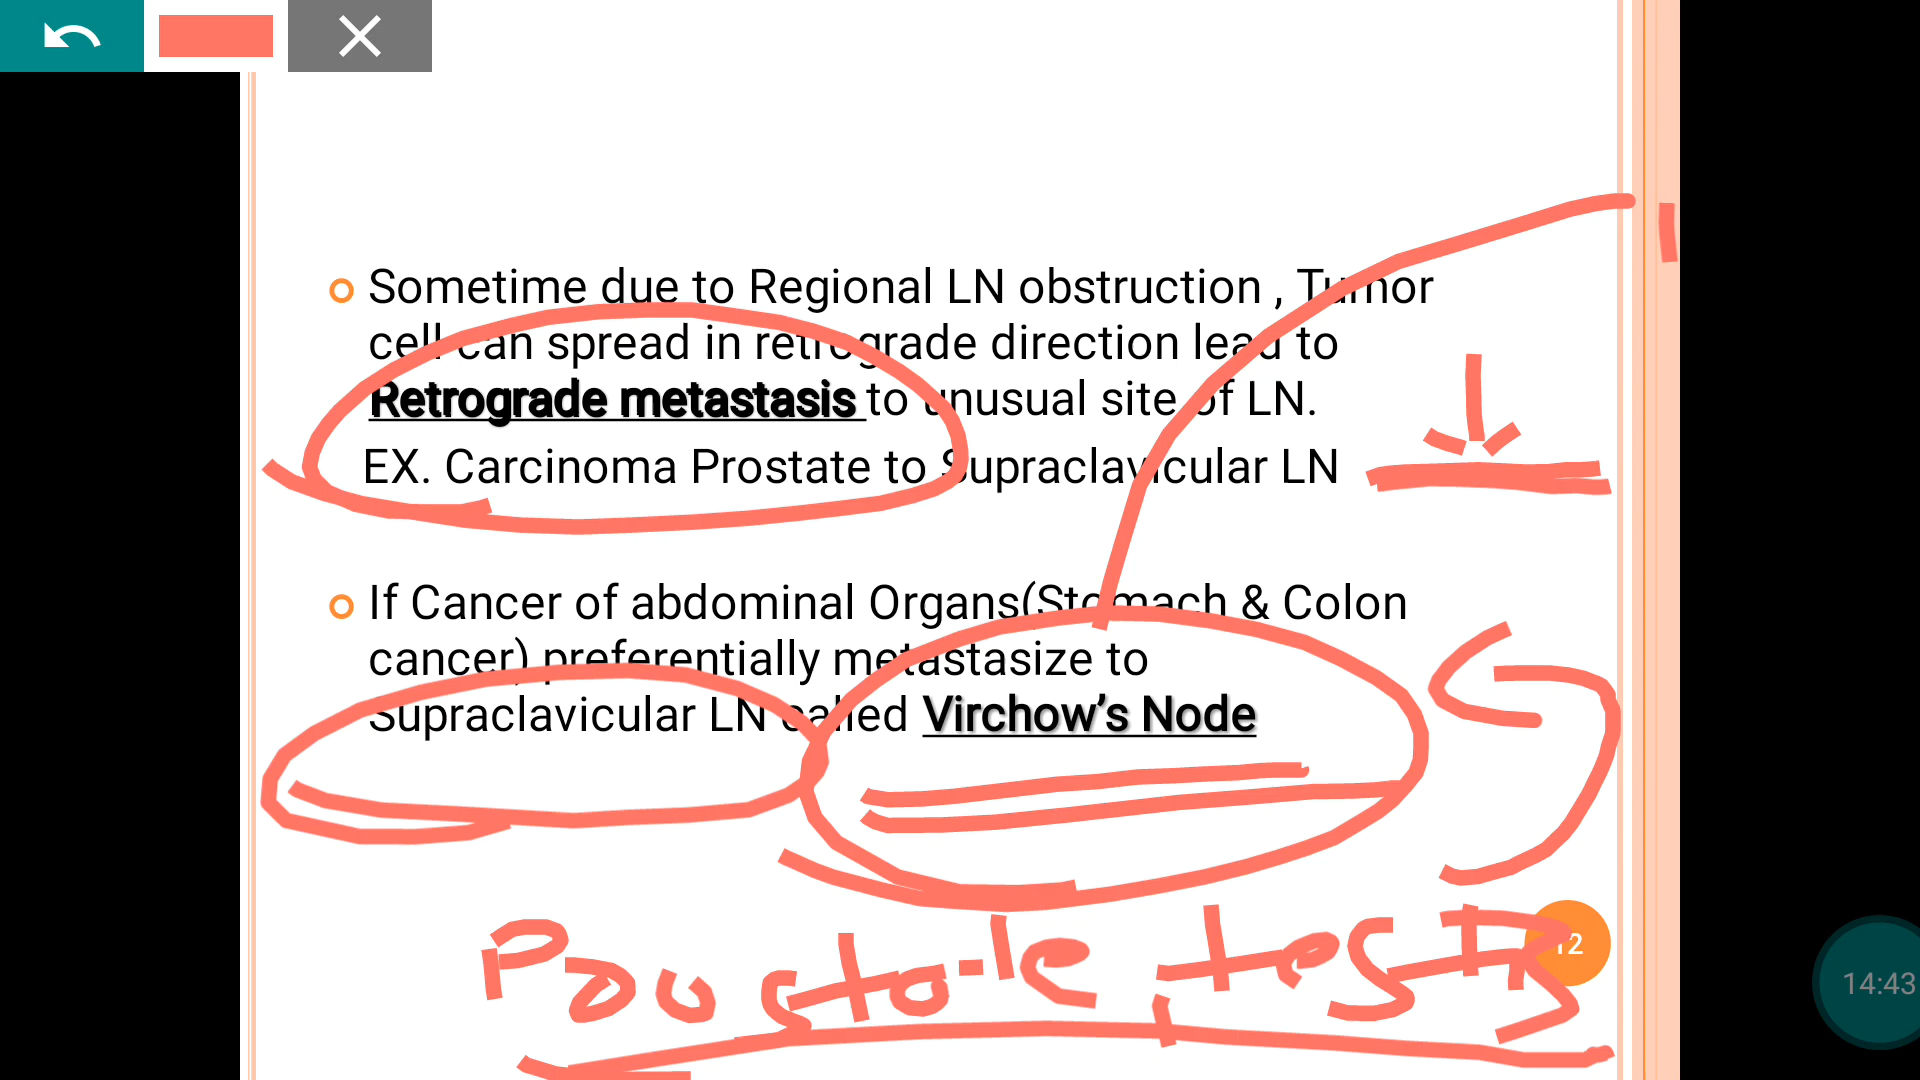 Sometime due to Regional LN obstruction , Tumor
cell can spread in retrograde direction lead to
Retrograde metastasis to unusual site of LN.
EX. Carcinoma Prostate to Supraclavicular LN
If Cancer of abdominal Organs(Stomach & Colon
cancer) preferentially metastasize to
Supraclavicular LN called Virchow's Node
12
14:43